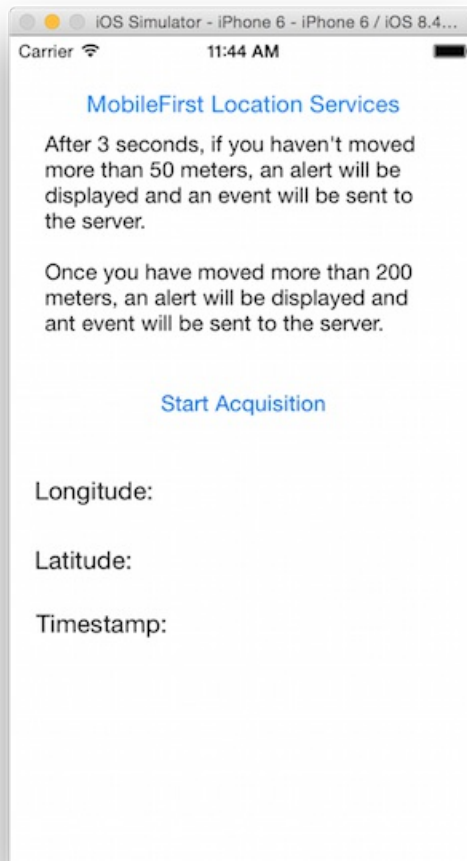 iOS Simulator - iPhone 6 - iPhone 6 / iOS 8.4...
Carrier 11:44 AM
MobileFirst Location Services
After 3 seconds, if you haven't moved
more than 50 meters, an alert will be
displayed and an event will be sent to
the server.
Once you have moved more than 200
meters, an alert will be displayed and
ant event will be sent to the server.
Start Acquisition
Longitude:
Latitude:
Timestamp: